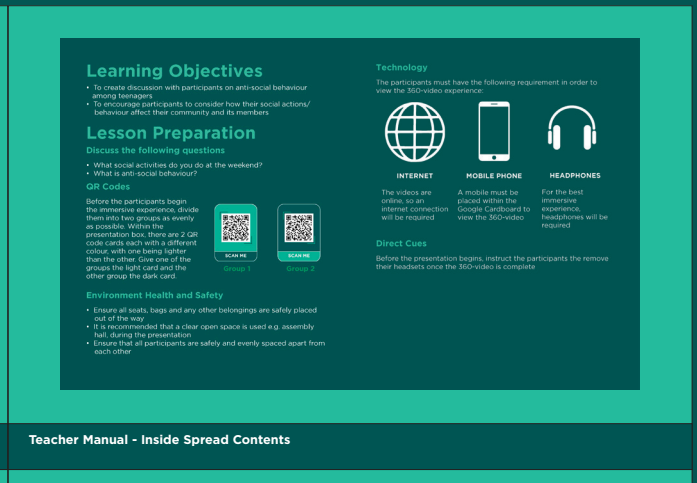 Learning Objectives
• To create discussion with participants on anti-social behaviour
among teenagers
• To encourage participants to consider how their social actions/
behaviour affect their community and its members
Lesson Preparation
Discuss the following questions
• What social activities do you do at the weekend?
• What is anti-social behaviour?
QR Codes
Before the participants begin
the immersive experience, divide
them into two groups as evenly
as possible. Within the
presentation box, there are 2 QR
code cards each with a different
colour, with one being lighter
than the other. Give one of the
groups the light card and the
other group the dark card.
SCAN ME
Group 1
SCAN ME
Group 2
Environment Health and Safety
• Ensure all seats, bags and any other belongings are safely placed
out of the way
• It is recommended that a clear open space is used e.g. assembly
hall, during the presentation
• Ensure that all participants are safely and evenly spaced apart from
each other
Technology
The participants must have the following requirement in order to
view the 360-video experience:
INTERNET
The videos are
online, so an
internet connection
will be required
MOBILE PHONE
A mobile must be
placed within the
Google Cardboard to
view the 360-video
HEADPHONES
For the best
immersive
experience,
headphones will be
required
Direct Cues
Before the presentation begins, instruct the participants the remove
their headsets once the 360-video is complete
Teacher Manual - Inside Spread Contents